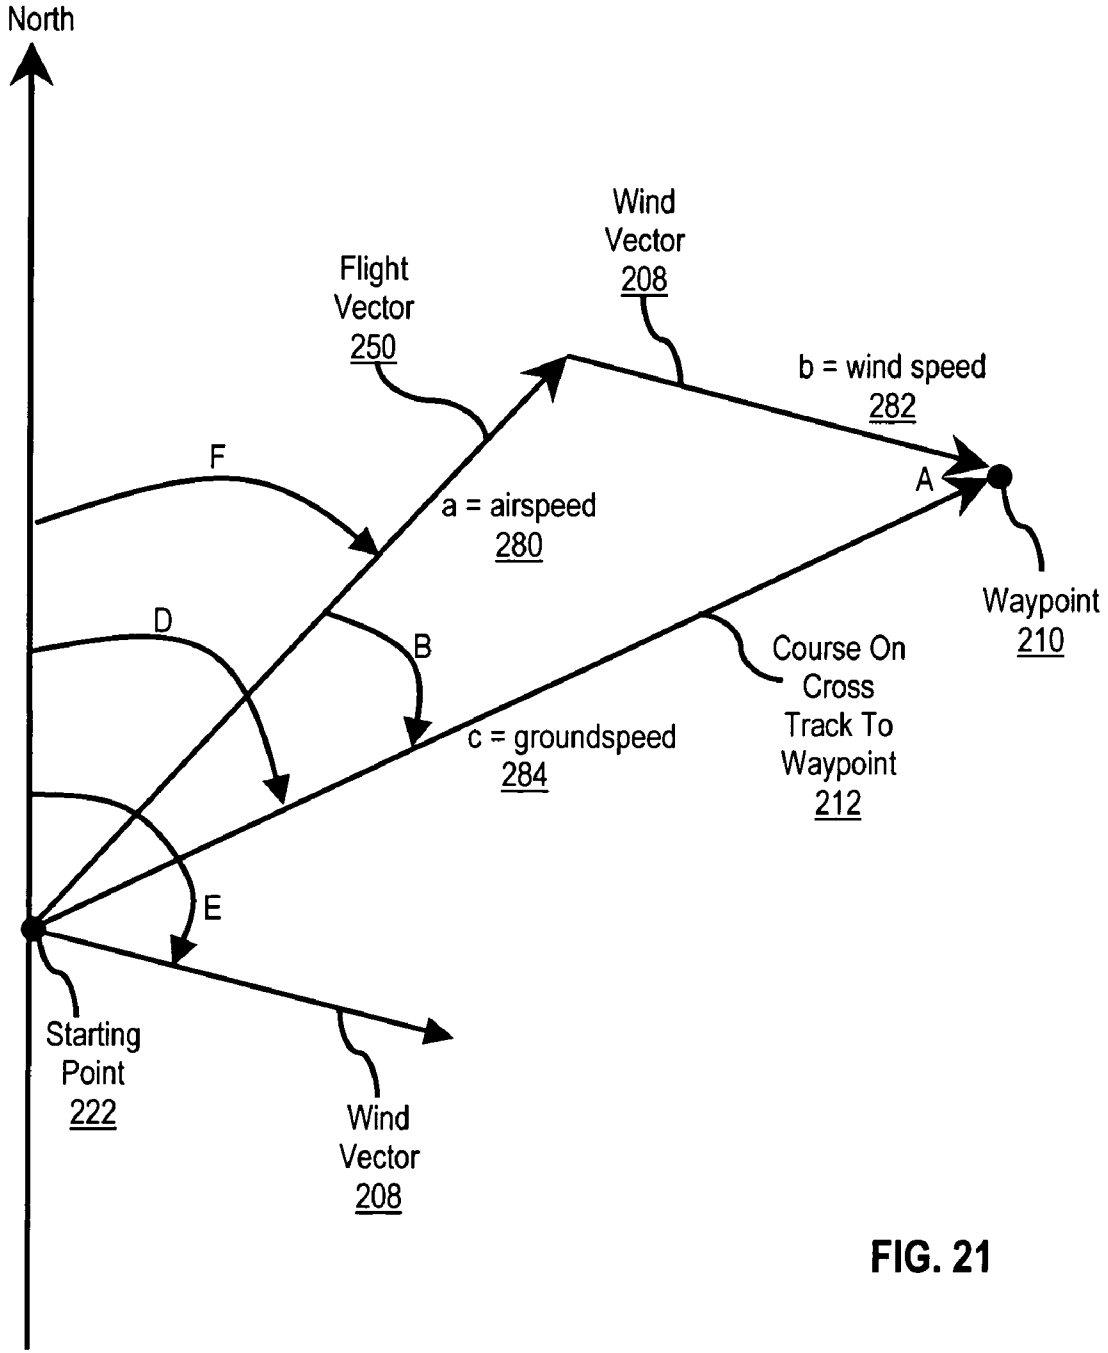 North
Wind
Vector
208
Flight
Vector
250
b = wind speed
282
F
A
a = airspeed
280
Waypoint
210
D
B
Course On
Cross
Track To
Waypoint
212
c = groundspeed
284
E
Starting
Point
222
Wind
Vector
208
FIG. 21